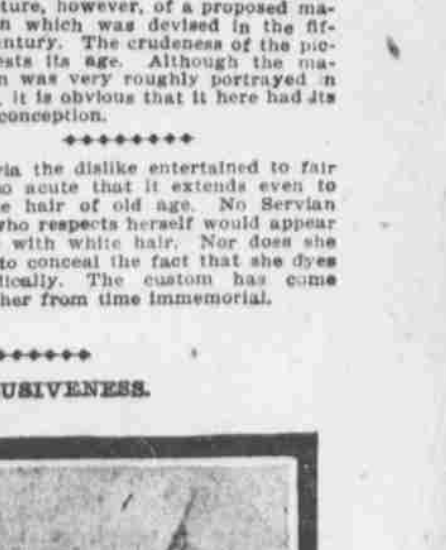 ture, however, of a proposed ma-
n which was devised in the fif-
entury. The crudeness of the pic-
ests its age. Although the ma-
n was very roughly portrayed n
, it is obvious that it here had its
conception.
via the dislike entertained to fair
o acute that it extends even to
e hair of old age. No Servian
who respects herself would appear
with white hair. Nor does she
to conceal the fact that she dyes
dically. The custom has come
her from time immemorial.
USIVENESS.